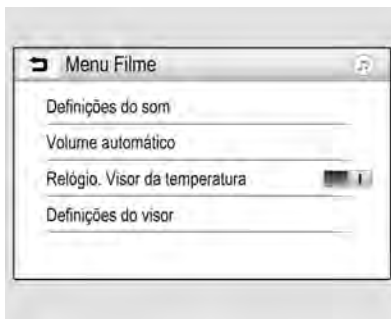 Menu Filme
Definições do som
Volume automático
Relógio. Visor da temperatura
Definições do visor